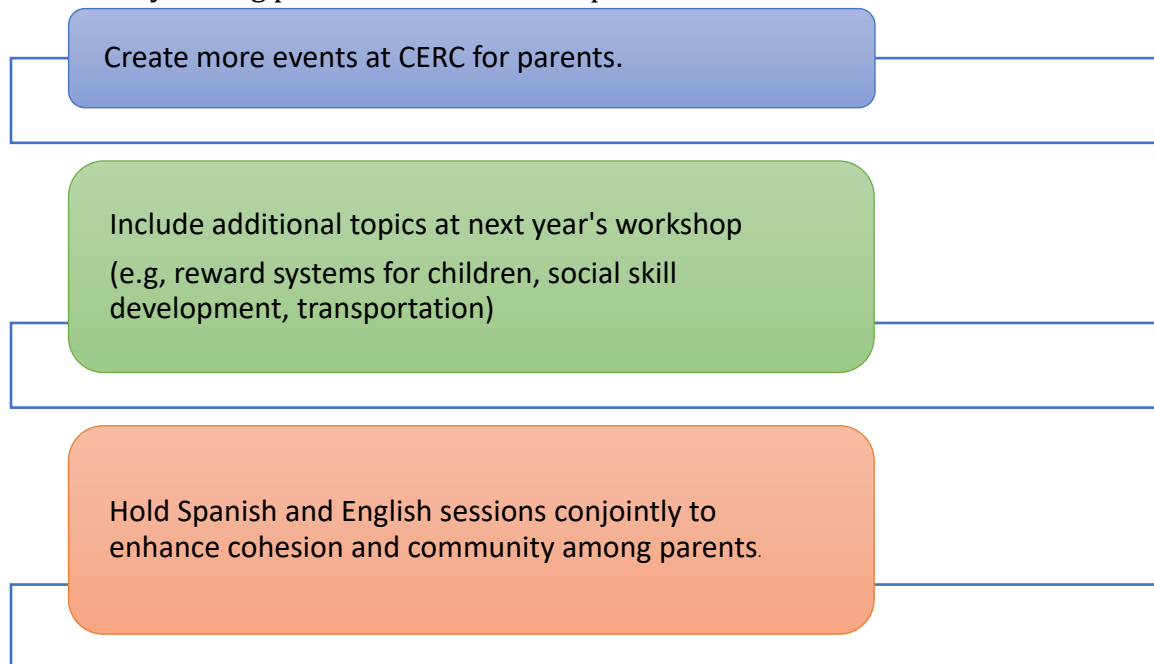 Create more events at CERC for parents.
Include additional topics at next year's workshop
(e.g, reward systems for children, social skill
development, transportation)
Hold Spanish and English sessions conjointly to
enhance cohesion and community among parents.